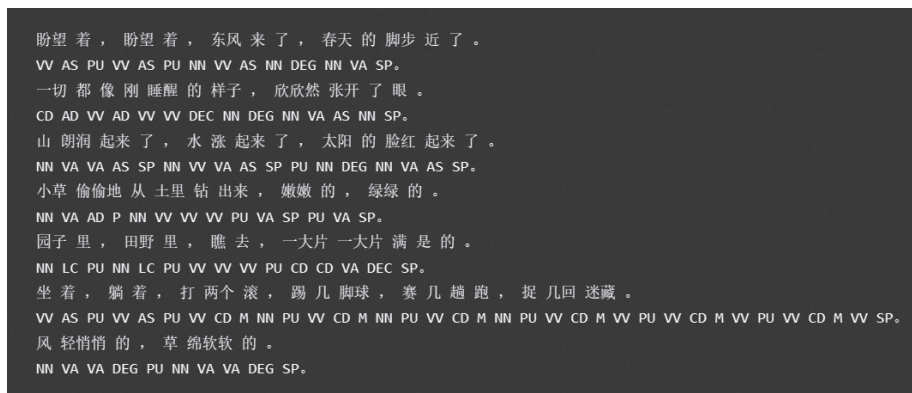 盼望 着 ， 盼望 着 ， 东风 来 了 ， 春天 的 脚步 近 了 。
VV AS PU VV AS PU NN VV AS NN DEG NN VA SP。
一切 都 像 刚 睡醒 的 样子 ， 欣欣然 张开 了 眼 。
CD AD VV AD VV VV DEC NN DEG NN VA AS NN SP。
山 朗润 起来 了 ， 水 涨 起来 了 ， 太阳 的 脸红 起来 了 。
NN VA VA AS SP NN VV VA AS SP PU NN DEG NN VA AS SP。
小草 偷偷地 从 土里 钻 出来 ， 嫩嫩 的 ， 绿绿 的 。
NN VA AD P NN VV VV VV PU VA SP PU VA SP。
园子 里 ， 田野 里 ， 瞧 去 ， 一大片 一大片 满 是 的 。
NN LC PU NN LC PU VV VV VV PU CD CD VA DEC SP。
坐 着 ， 躺 着 ， 打 两个 滚 ， 踢 几 脚球 ， 赛 几 趟 跑 ， 捉 几回 迷藏 。
VV AS PU VV AS PU VV CD M NN PU VV CD M NN PU VV CD M NN PU VV CD M VV PU VV CD M VV PU VV CD M VV SP。
风 轻悄悄 的 ， 草 绵软软 的 。
NN VA VA DEG PU NN VA VA DEG SP。